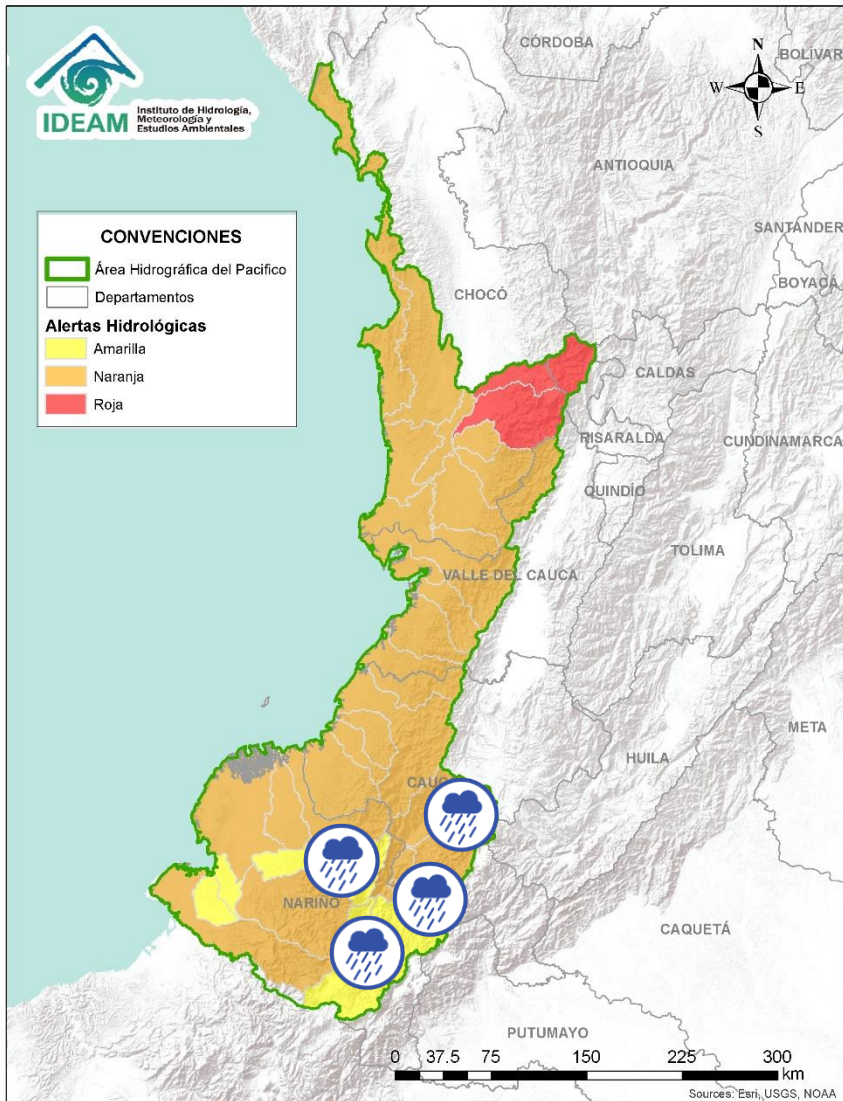 IDEAM
Instituto de Hidrología,
Meteorología y
Estudios Ambientales
CÓRDOBA
BOLÍVAR
N
W
E
S
ANTIOQUIA
SANTANDER
BOYACÁ
CONVENCIONES
Área Hidrográfica del Pacifico
Departamentos
Alertas Hidrológicas
Amarilla
Naranja
Roja
CHOCÓ
CALDAS
RISARALDA
CUNDINAMARCA
QUINDÍO
TOLIMA
VALLE DEL CAUCA
META
HUILA
CAUC
NARIÑO
CAQUETÁ
PUTUMAYO
0 37.5 75 150 225 300
km
Sources: Esri, USGS, NOAA